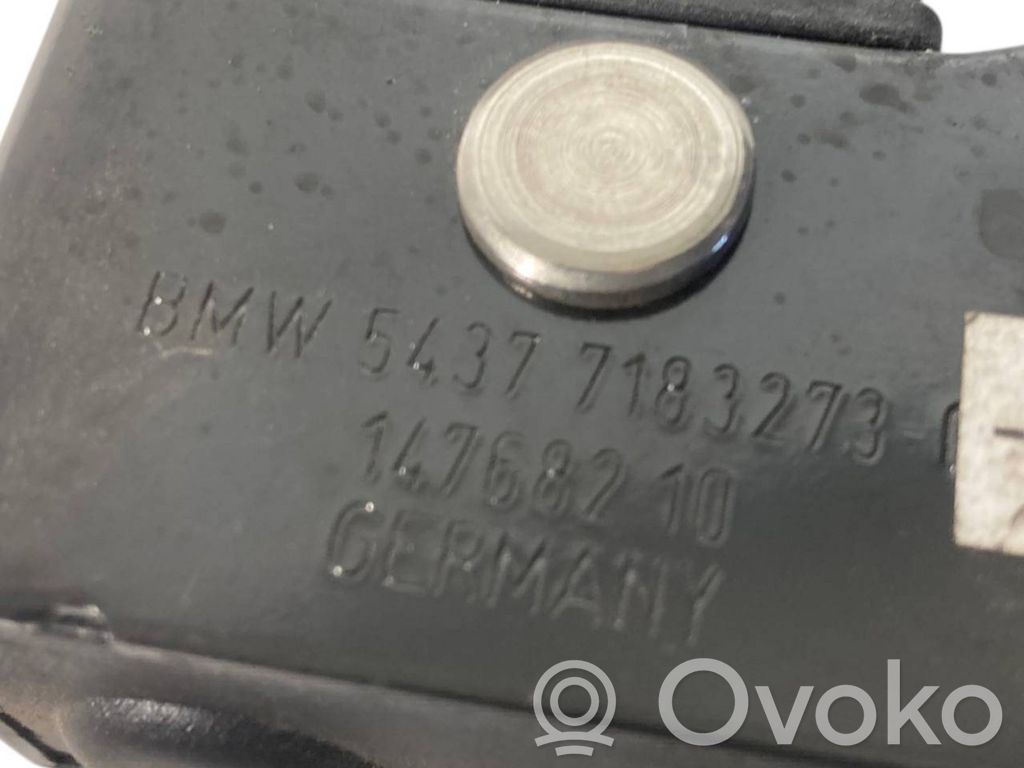 BMW 5437 7183273
147682 10
GERMANY
Ovoko